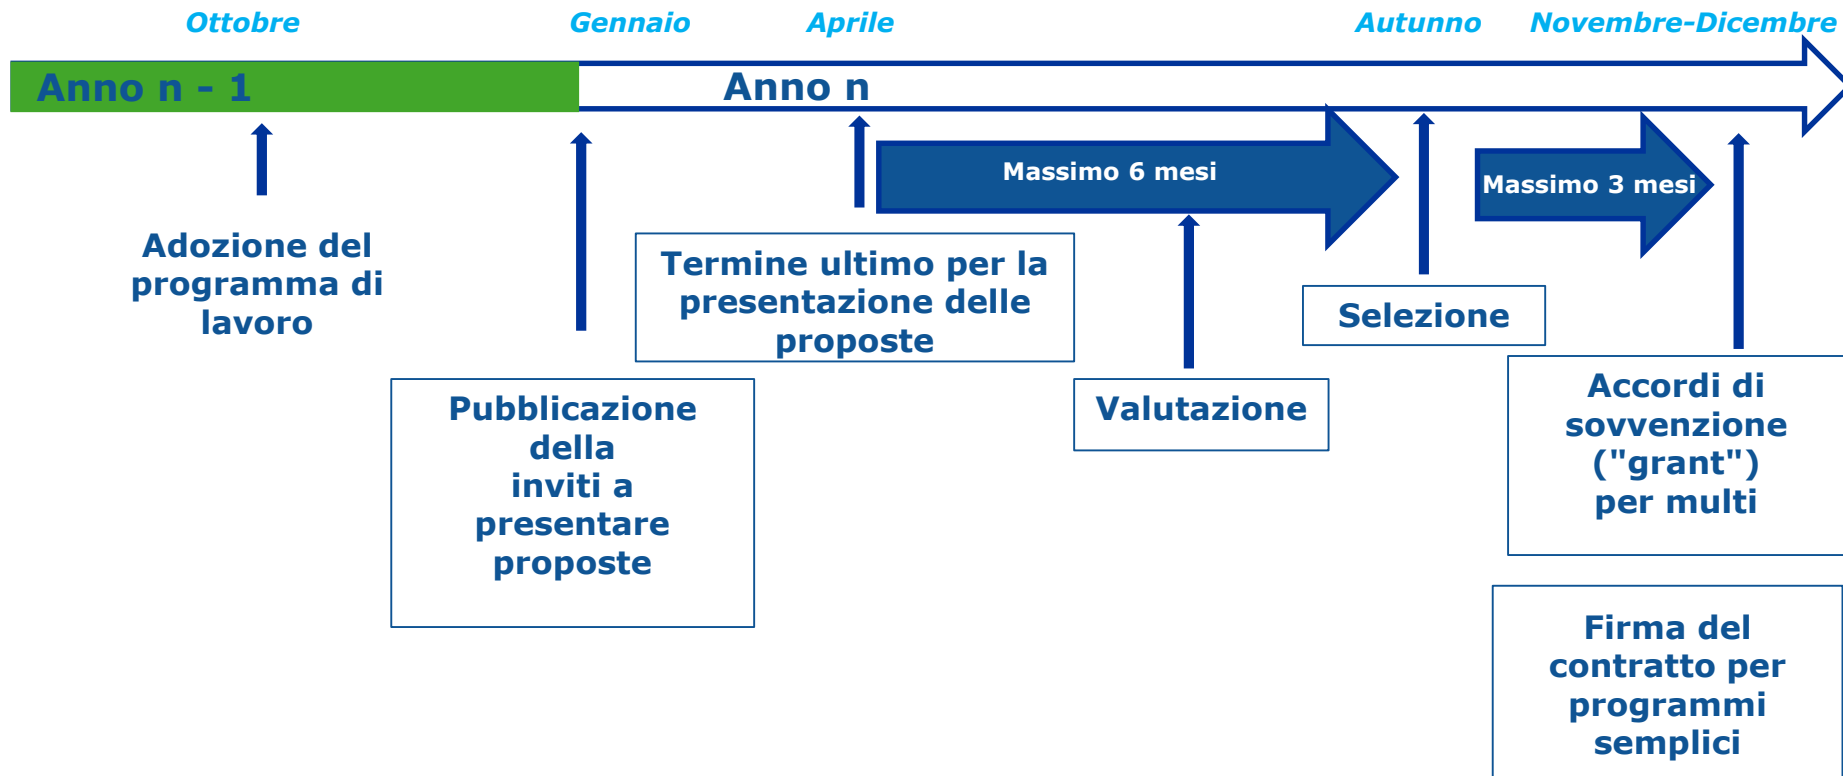 Ottobre
Gennaio
Aprile
Autunno
Novembre-Dicembre
Anno n - 1
Anno n
Massimo 6 mesi
Massimo 3 mesi
Adozione del
programma di
lavoro
Termine ultimo per la
presentazione delle
proposte
Selezione
Pubblicazione
della
inviti a
presentare
proposte
Valutazione
Accordi di
sovvenzione
("grant")
per multi
Firma del
contratto per
programmi
semplici